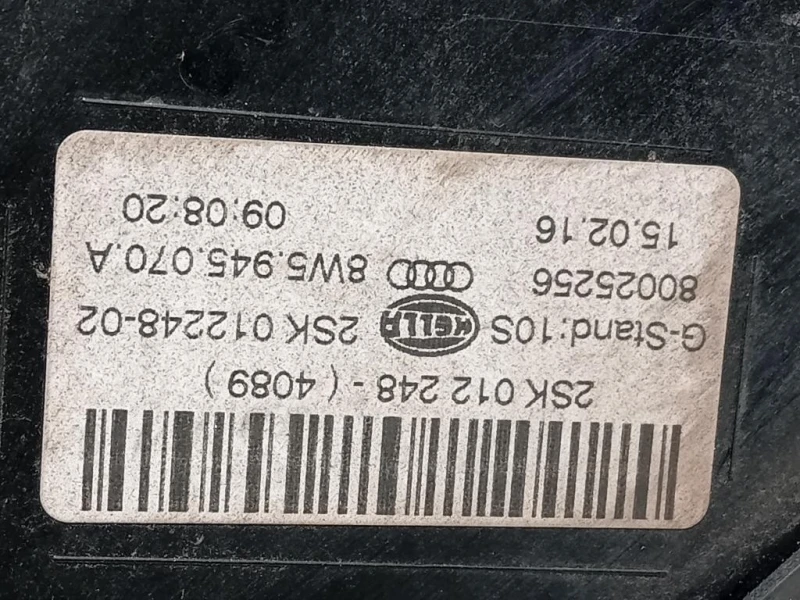 2SK 012 248 - ( 4089 )
G-Stand:10S HELLA 2SK 012248-02
80025256 8W5.945.070.A
15.02.16 09:08:20